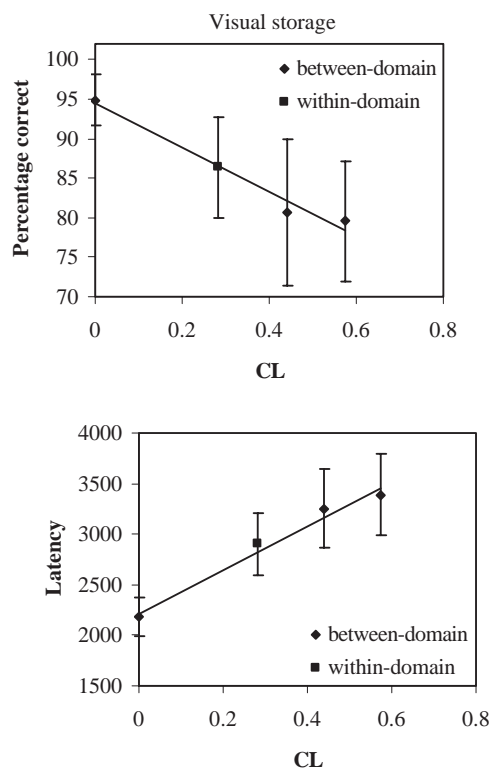 Visual storage
100
95
90
85
80
75
70
Percentage correct
between-domain
within-domain
0 0.2 0.4 0.6 0.8
CL
4000
3500
3000
2500
2000
1500
Latency
between-domain
within-domain
0 0.2 0.4 0.6 0.8
CL